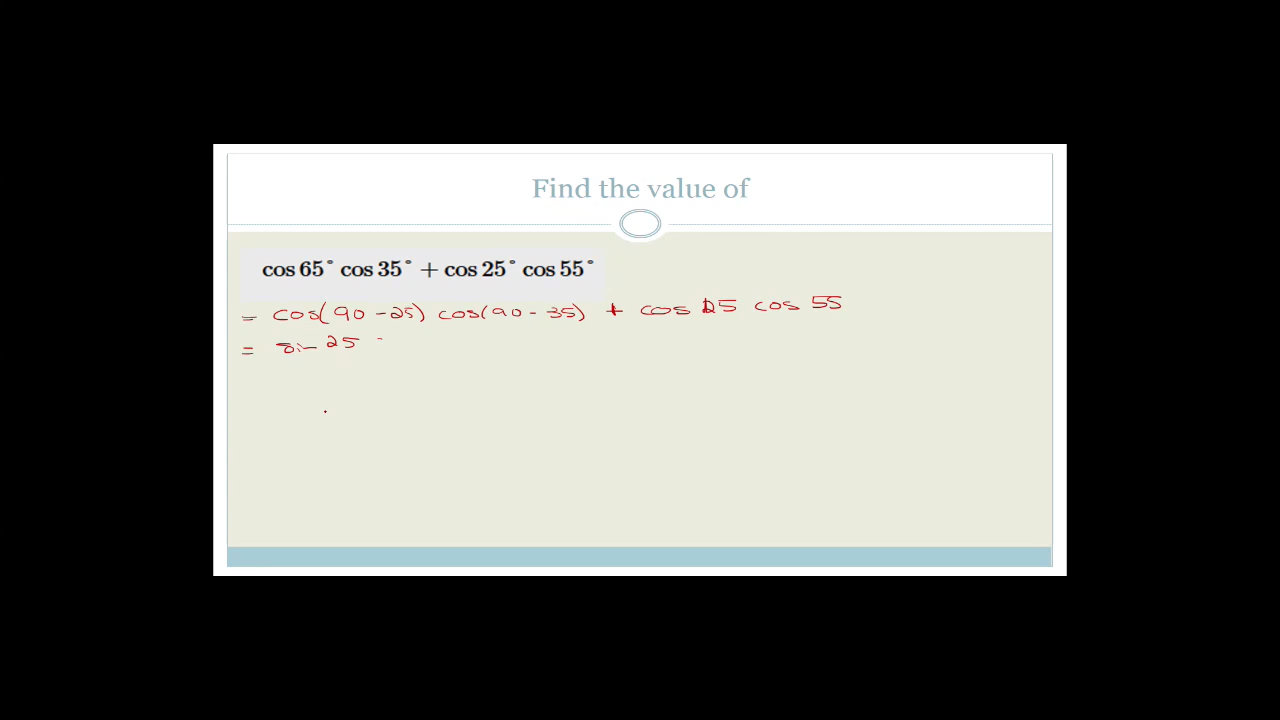 Find the value of
cos 65° cos 35° + cos 25° cos 55°
= cos(90 - 25) cos(90 - 35) + cos 25 cos 55
= sin 25